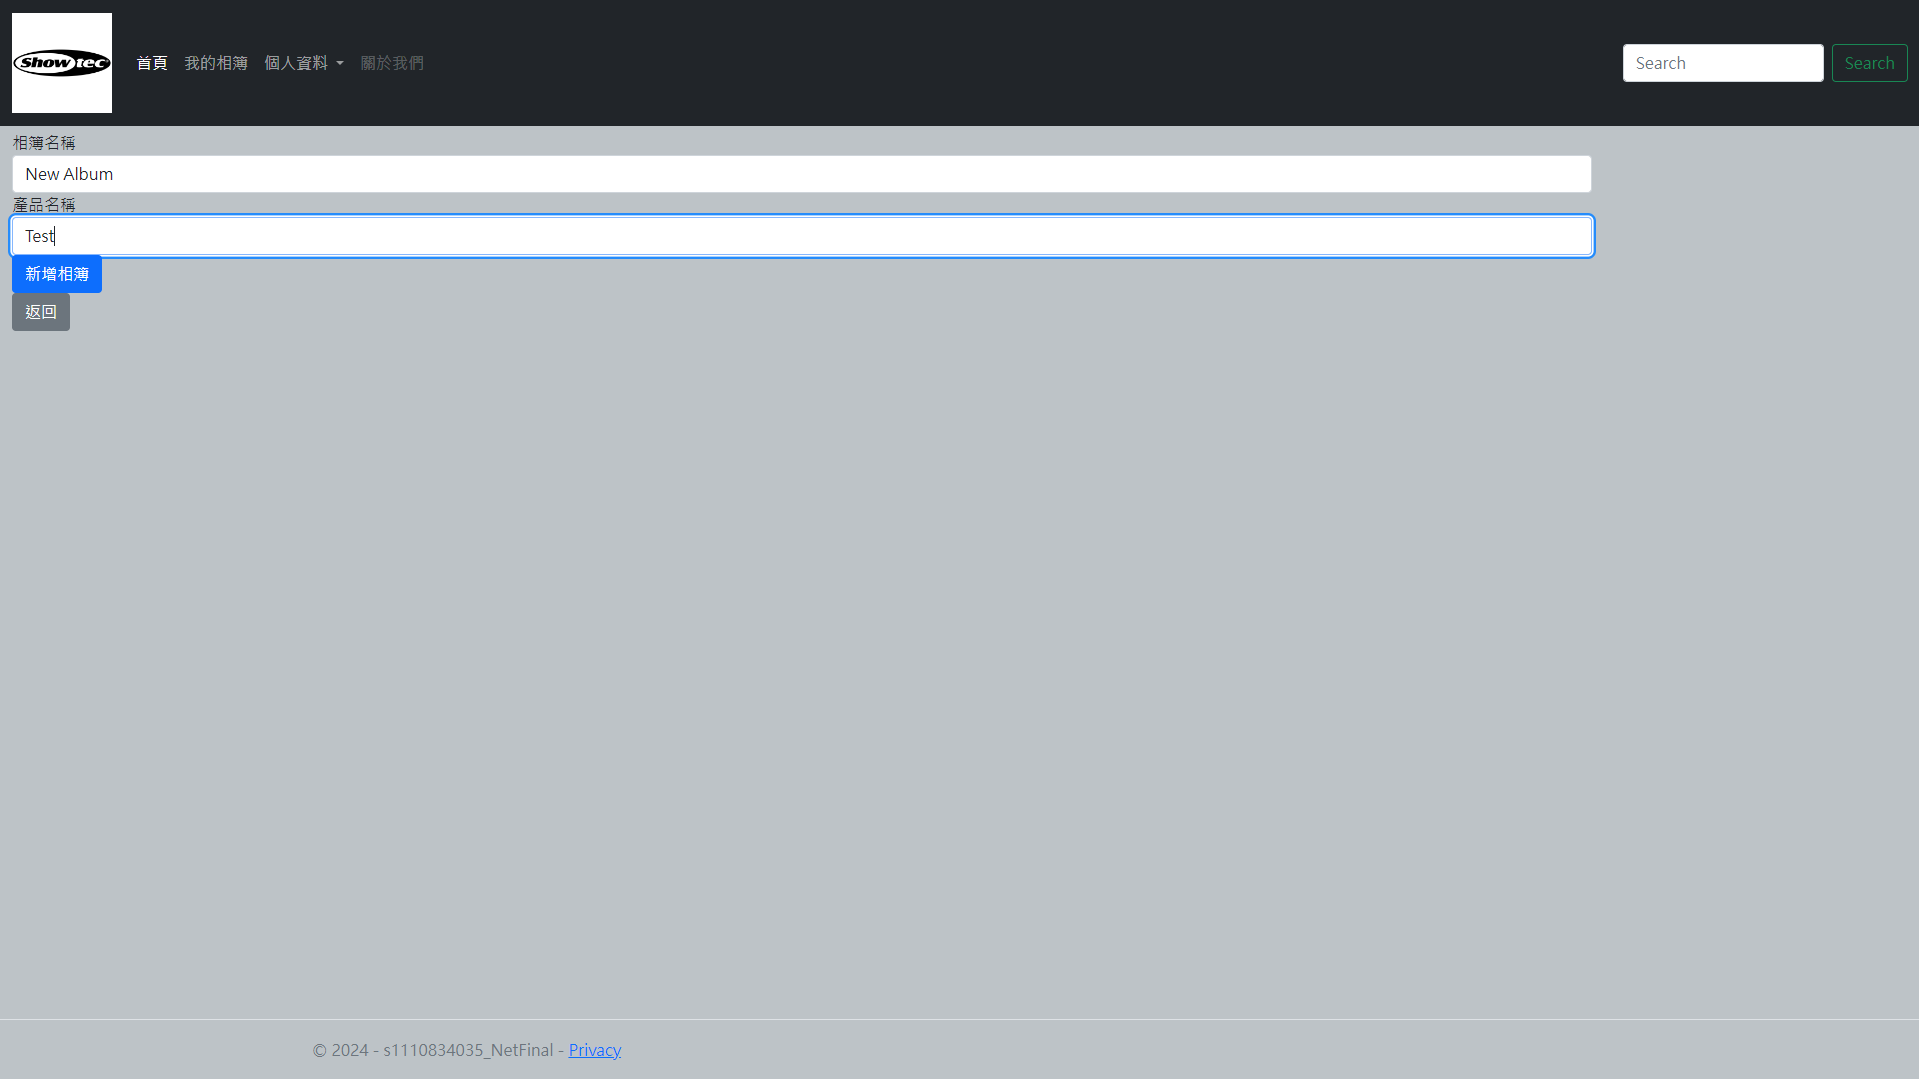 Showtec
首頁 我的相簿 個人資料 關於我們
Search Search
相簿名稱
New Album
產品名稱
Test
新增相簿
返回
© 2024 - s1110834035_NetFinal - Privacy